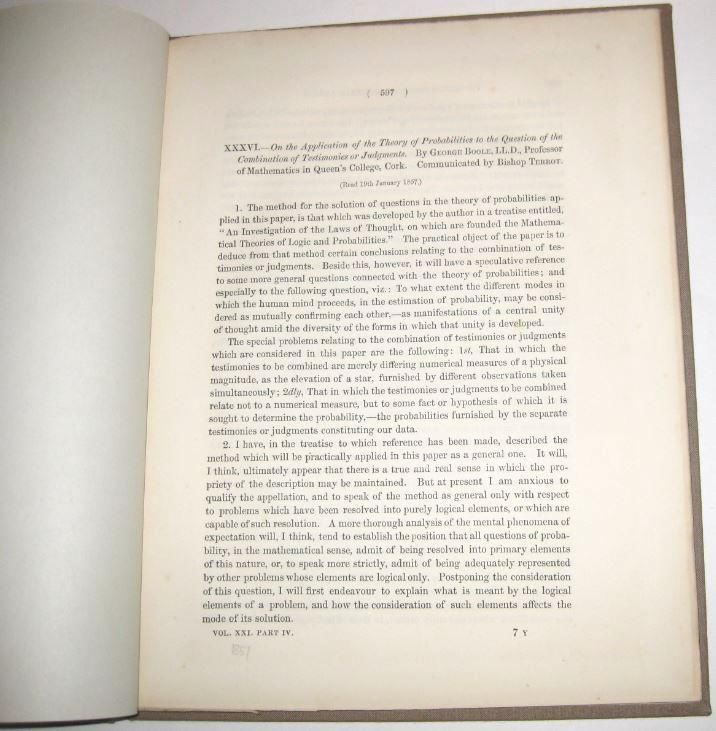 ( 597 )
XXXVI.—On the Application of the Theory of Probabilities to the Question of the
Combination of Testimonies or Judgments. By GEORGE BOOLE, LL.D., Professor
of Mathematics in Queen's College, Cork. Communicated by Bishop TERROT.
(Read 19th January 1857.)
1. The method for the solution of questions in the theory of probabilities ap-
plied in this paper, is that which was developed by the author in a treatise entitled,
"An Investigation of the Laws of Thought, on which are founded the Mathema-
tical Theories of Logic and Probabilities." The practical object of the paper is to
deduce from that method certain conclusions relating to the combination of tes-
timonies or judgments. Beside this, however, it will have a speculative reference
to some more general questions connected with the theory of probabilities; and
especially to the following question, viz.: To what extent the different modes in
which the human mind proceeds, in the estimation of probability, may be consi-
dered as mutually confirming each other,—as manifestations of a central unity
of thought amid the diversity of the forms in which that unity is developed.
The special problems relating to the combination of testimonies or judgments
which are considered in this paper are the following: 1st, That in which the
testimonies to be combined are merely differing numerical measures of a physical
magnitude, as the elevation of a star, furnished by different observations taken
simultaneously; 2dly, That in which the testimonies or judgments to be combined
relate not to a numerical measure, but to some fact or hypothesis of which it is
sought to determine the probability,—the probabilities furnished by the separate
testimonies or judgments constituting our data.
2. I have, in the treatise to which reference has been made, described the
method which will be practically applied in this paper as a general one. It will,
I think, ultimately appear that there is a true and real sense in which the pro-
priety of the description may be maintained. But at present I am anxious to
qualify the appellation, and to speak of the method as general only with respect
to problems which have been resolved into purely logical elements, or which are
capable of such resolution. A more thorough analysis of the mental phenomena of
expectation will, I think, tend to establish the position that all questions of proba-
bility, in the mathematical sense, admit of being resolved into primary elements
of this nature, or, to speak more strictly, admit of being adequately represented
by other problems whose elements are logical only. Postponing the consideration
of this question, I will first endeavour to explain what is meant by the logical
elements of a problem, and how the consideration of such elements affects the
mode of its solution.
VOL. XXI. PART IV. 7 Y
1857